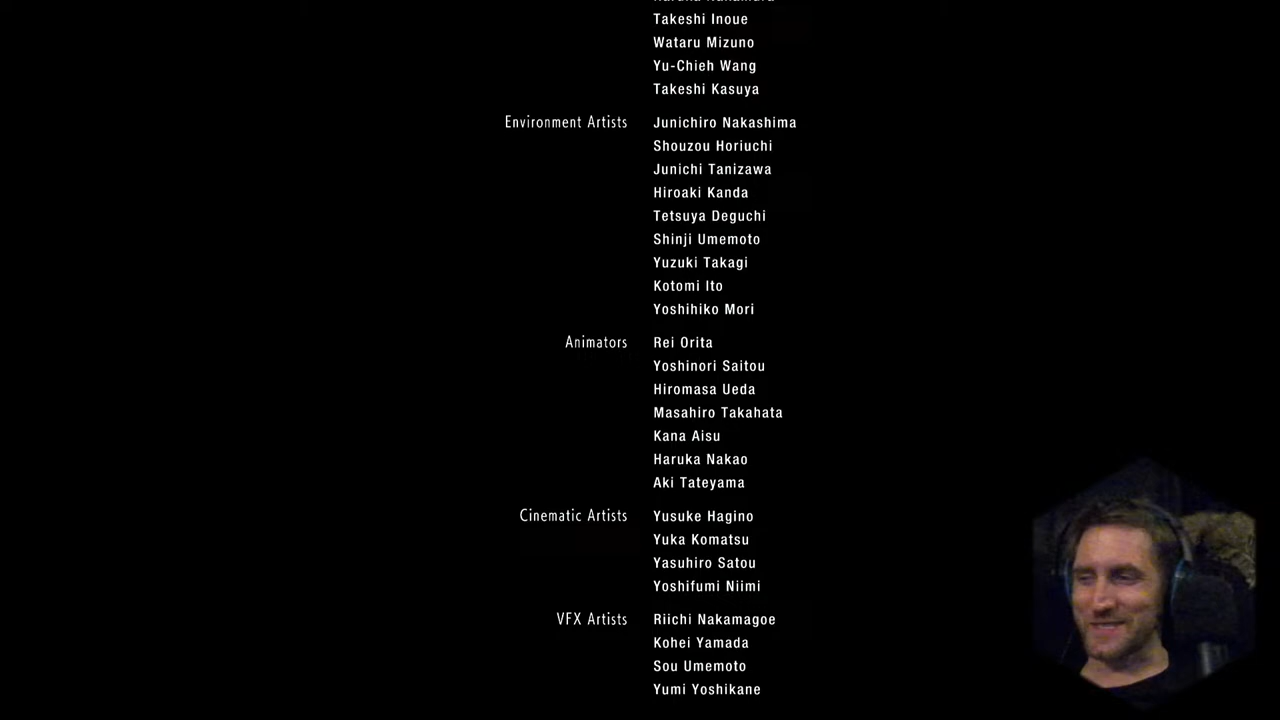 Takeshi Inoue
Wataru Mizuno
Yu-Chieh Wang
Takeshi Kasuya
Environment Artists Junichiro Nakashima
Shouzou Horiuchi
Junichi Tanizawa
Hiroaki Kanda
Tetsuya Deguchi
Shinji Umemoto
Yuzuki Takagi
Kotomi Ito
Yoshihiko Mori
Animators Rei Orita
Yoshinori Saitou
Hiromasa Ueda
Masahiro Takahata
Kana Aisu
Haruka Nakao
Aki Tateyama
Cinematic Artists Yusuke Hagino
Yuka Komatsu
Yasuhiro Satou
Yoshifumi Niimi
VFX Artists Riichi Nakamagoe
Kohei Yamada
Sou Umemoto
Yumi Yoshikane